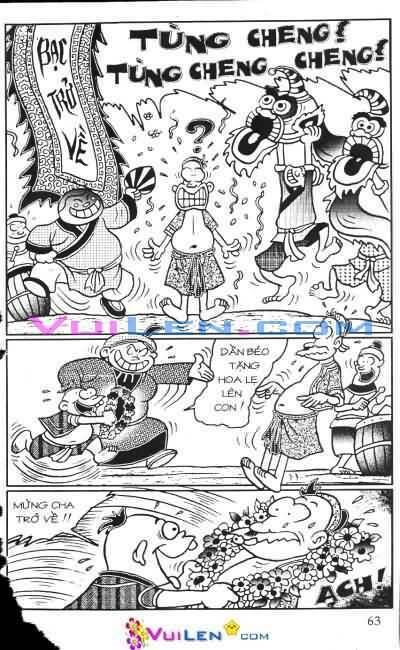 TÙNG CHENG!
TÙNG CHENG CHENG!
BẠC
TRỞ
VỀ
?
VuiLen.com
DẦN BÉO
TẶNG
HOA LE
LÊN
CON!
MỪNG CHA
TRỞ VỀ!!
ẠCH!
63
VuiLen.com